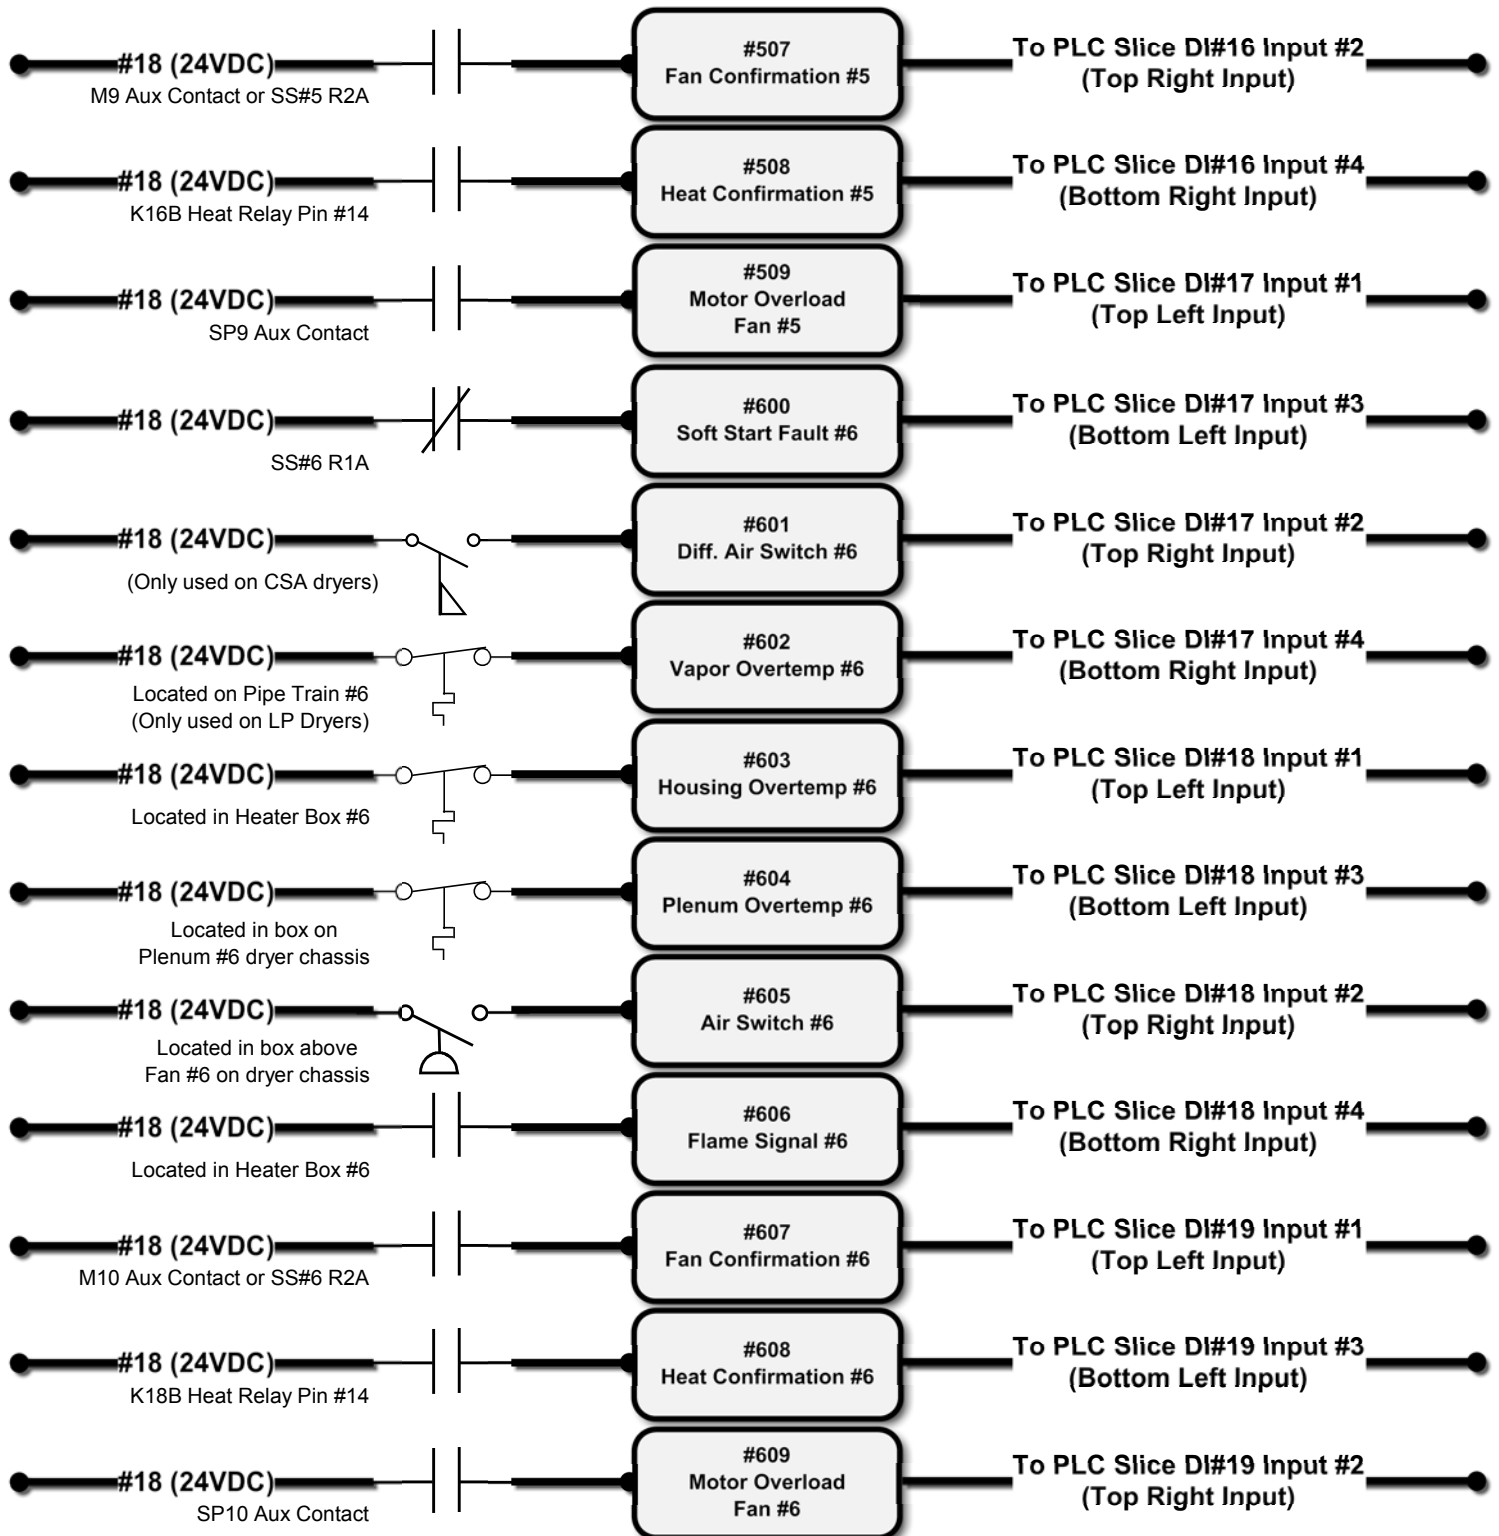 #18 (24VDC)
M9 Aux Contact or SS#5 R2A
#507
Fan Confirmation #5
To PLC Slice DI#16 Input #2
(Top Right Input)
#18 (24VDC)
K16B Heat Relay Pin #14
#508
Heat Confirmation #5
To PLC Slice DI#16 Input #4
(Bottom Right Input)
#18 (24VDC)
SP9 Aux Contact
#509
Motor Overload
Fan #5
To PLC Slice DI#17 Input #1
(Top Left Input)
#18 (24VDC)
SS#6 R1A
#600
Soft Start Fault #6
To PLC Slice DI#17 Input #3
(Bottom Left Input)
#18 (24VDC)
(Only used on CSA dryers)
#601
Diff. Air Switch #6
To PLC Slice DI#17 Input #2
(Top Right Input)
#18 (24VDC)
Located on Pipe Train #6
(Only used on LP Dryers)
#602
Vapor Overtemp #6
To PLC Slice DI#17 Input #4
(Bottom Right Input)
#18 (24VDC)
Located in Heater Box #6
#603
Housing Overtemp #6
To PLC Slice DI#18 Input #1
(Top Left Input)
#18 (24VDC)
Located in box on
Plenum #6 dryer chassis
#604
Plenum Overtemp #6
To PLC Slice DI#18 Input #3
(Bottom Left Input)
#18 (24VDC)
Located in box above
Fan #6 on dryer chassis
#605
Air Switch #6
To PLC Slice DI#18 Input #2
(Top Right Input)
#18 (24VDC)
Located in Heater Box #6
#606
Flame Signal #6
To PLC Slice DI#18 Input #4
(Bottom Right Input)
#18 (24VDC)
M10 Aux Contact or SS#6 R2A
#607
Fan Confirmation #6
To PLC Slice DI#19 Input #1
(Top Left Input)
#18 (24VDC)
K18B Heat Relay Pin #14
#608
Heat Confirmation #6
To PLC Slice DI#19 Input #3
(Bottom Left Input)
#18 (24VDC)
SP10 Aux Contact
#609
Motor Overload
Fan #6
To PLC Slice DI#19 Input #2
(Top Right Input)